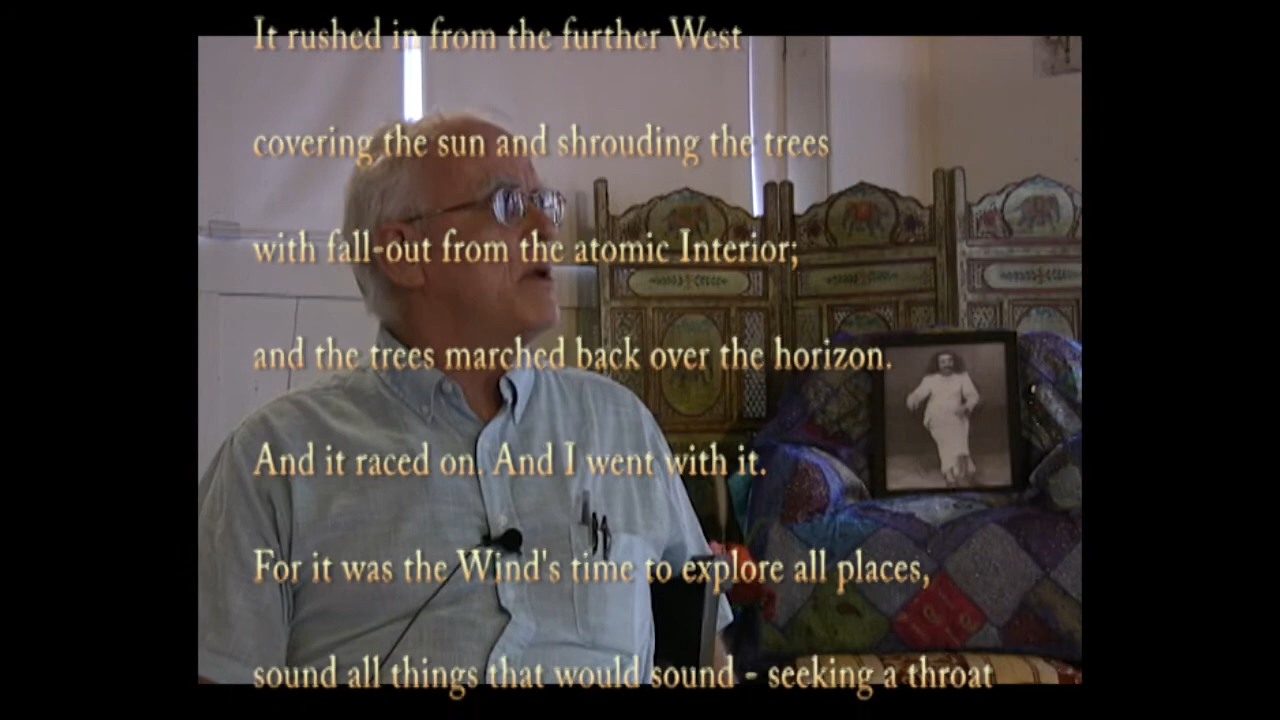 It rushed in from the further West
covering the sun and shrouding the trees
with fall-out from the atomic Interior;
and the trees marched back over the horizon.
And it raced on. And I went with it.
For it was the Wind's time to explore all places,
sound all things that would sound - seeking a throat